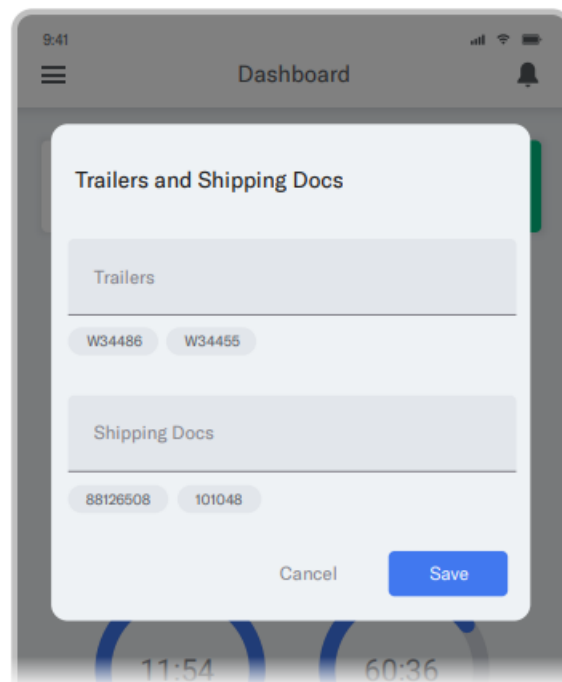 9:41
Dashboard
Trailers and Shipping Docs
Trailers
W34486 W34455
Shipping Docs
88126508 101048
Cancel Save
11:54 60:36